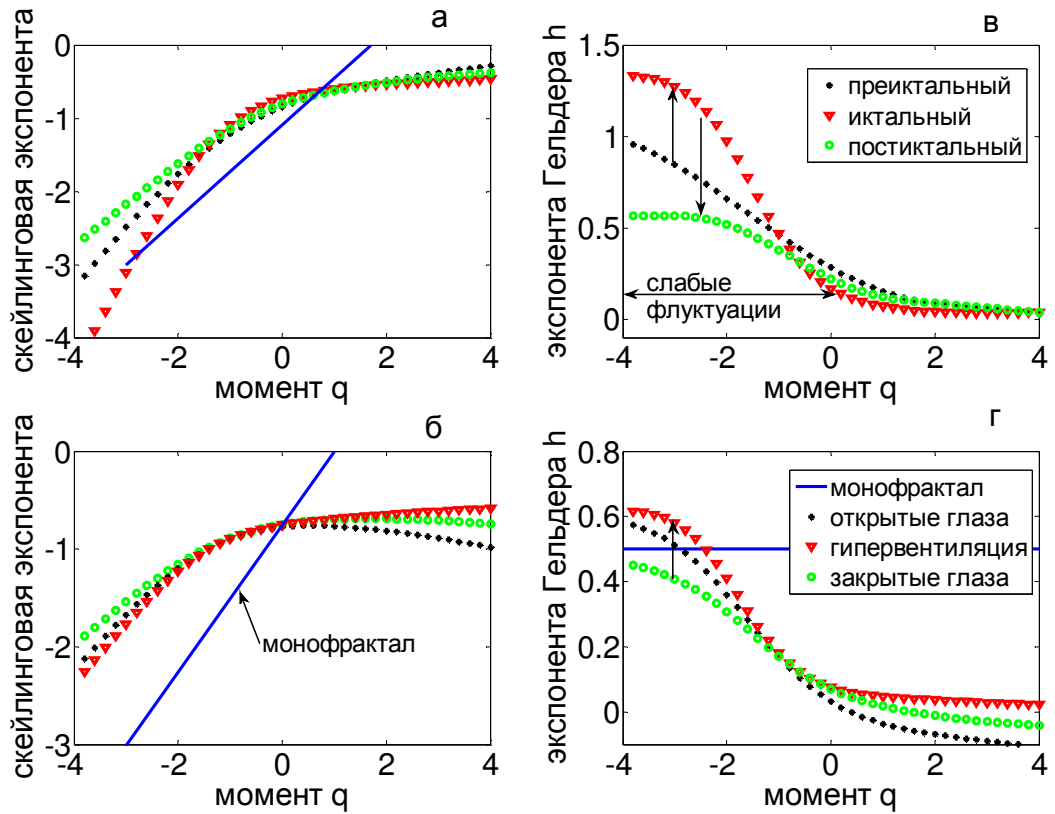 а
скейлинговая экспонента
0
-1
-2
-3
-4
-4
-2
0
2
4
момент q
в
экспонента Гельдера h
1.5
1
0.5
0
преиктальный
иктальный
постиктальный
слабые
флуктуации
-4
-2
0
2
4
момент q
б
скейлинговая экспонента
0
-1
-2
-3
монофрактал
-4
-2
0
2
4
момент q
г
экспонента Гельдера h
0.8
0.6
0.4
0.2
0
монофрактал
открытые глаза
гипервентиляция
закрытые глаза
-4
-2
0
2
4
момент q